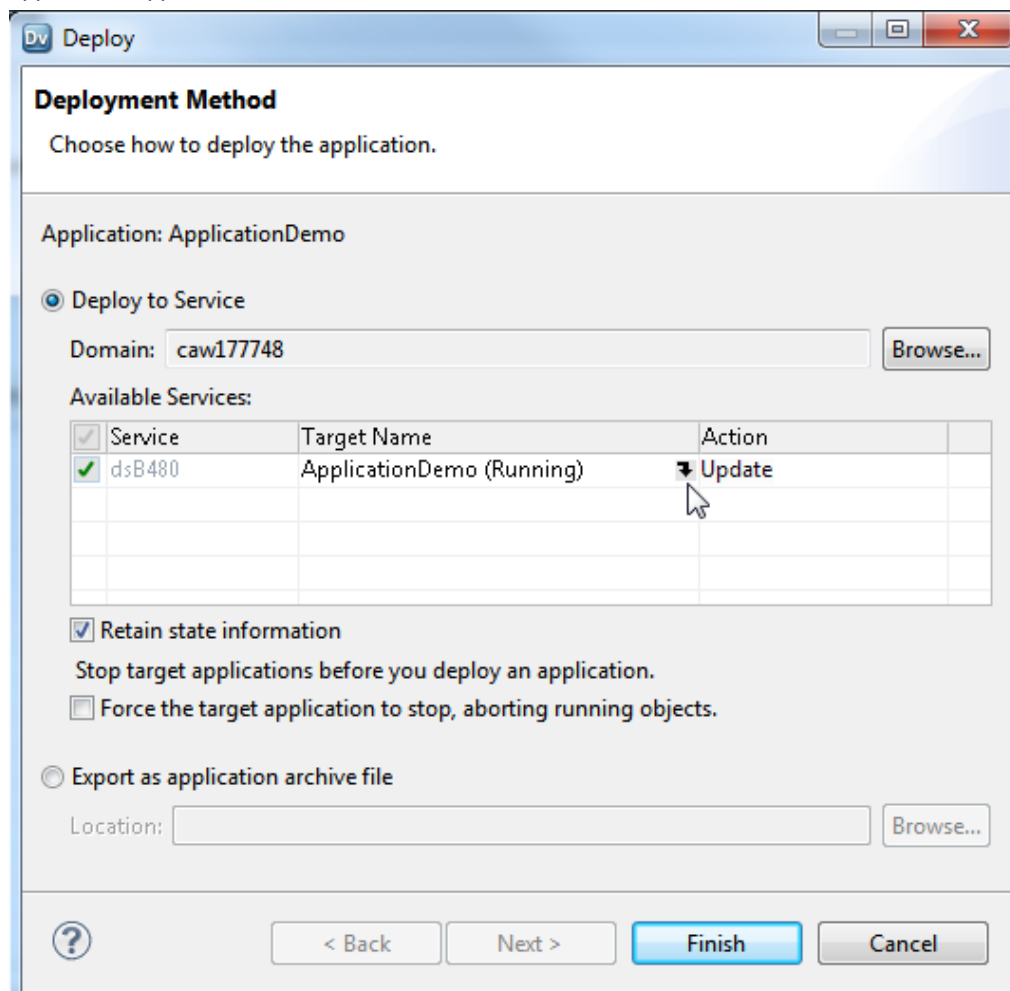 Dv Deploy
Deployment Method
Choose how to deploy the application.
Application: ApplicationDemo
Deploy to Service
Domain: caw177748 Browse...
Available Services:
Service Target Name Action
dsB480 ApplicationDemo (Running) Update
Retain state information
Stop target applications before you deploy an application.
Force the target application to stop, aborting running objects.
Export as application archive file
Location: Browse...
? < Back Next > Finish Cancel